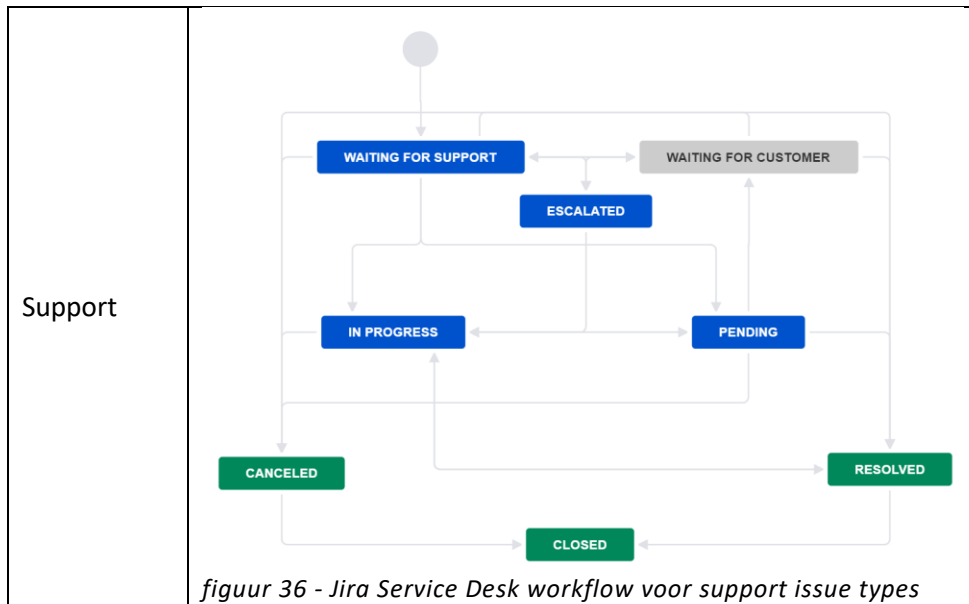 Support
WAITING FOR SUPPORT
WAITING FOR CUSTOMER
ESCALATED
IN PROGRESS
PENDING
CANCELED
RESOLVED
CLOSED
figuur 36 - Jira Service Desk workflow voor support issue types